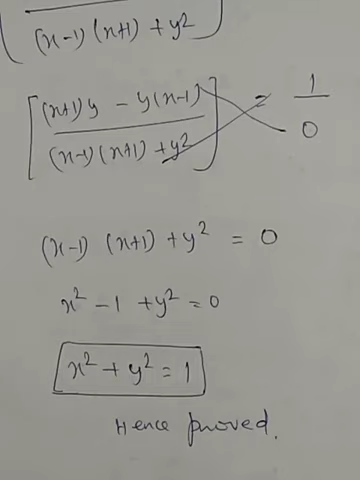 (x-1)(x+1) + y²
[(x+1)y - y(x-1) / (x-1)(x+1) + y²] = 1/0
(x-1) (x+1) + y² = 0
x² - 1 + y² = 0
x² + y² = 1
Hence proved.